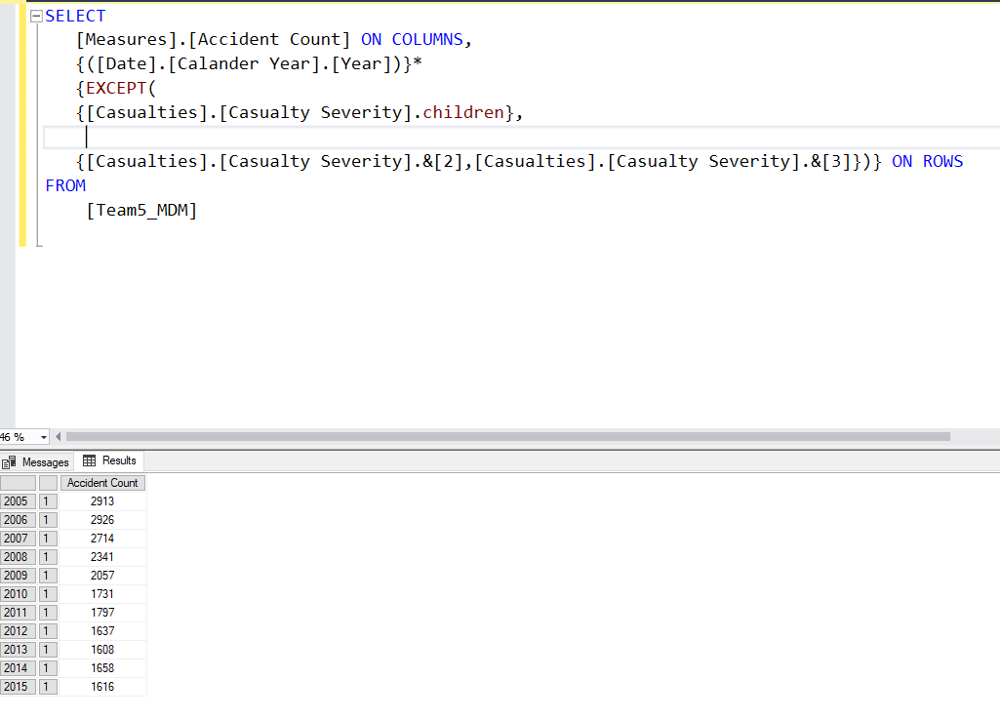 SELECT
[Measures].[Accident Count] ON COLUMNS,
{([Date].[Calander Year].[Year])}*
{EXCEPT(
{[Casualties].[Casualty Severity].children},
{[Casualties].[Casualty Severity].&[2],[Casualties].[Casualty Severity].&[3]})} ON ROWS
FROM
[Team5_MDM]
46 %
Messages Results
Accident Count
2005 1 2913
2006 1 2926
2007 1 2714
2008 1 2341
2009 1 2057
2010 1 1731
2011 1 1797
2012 1 1637
2013 1 1608
2014 1 1658
2015 1 1616